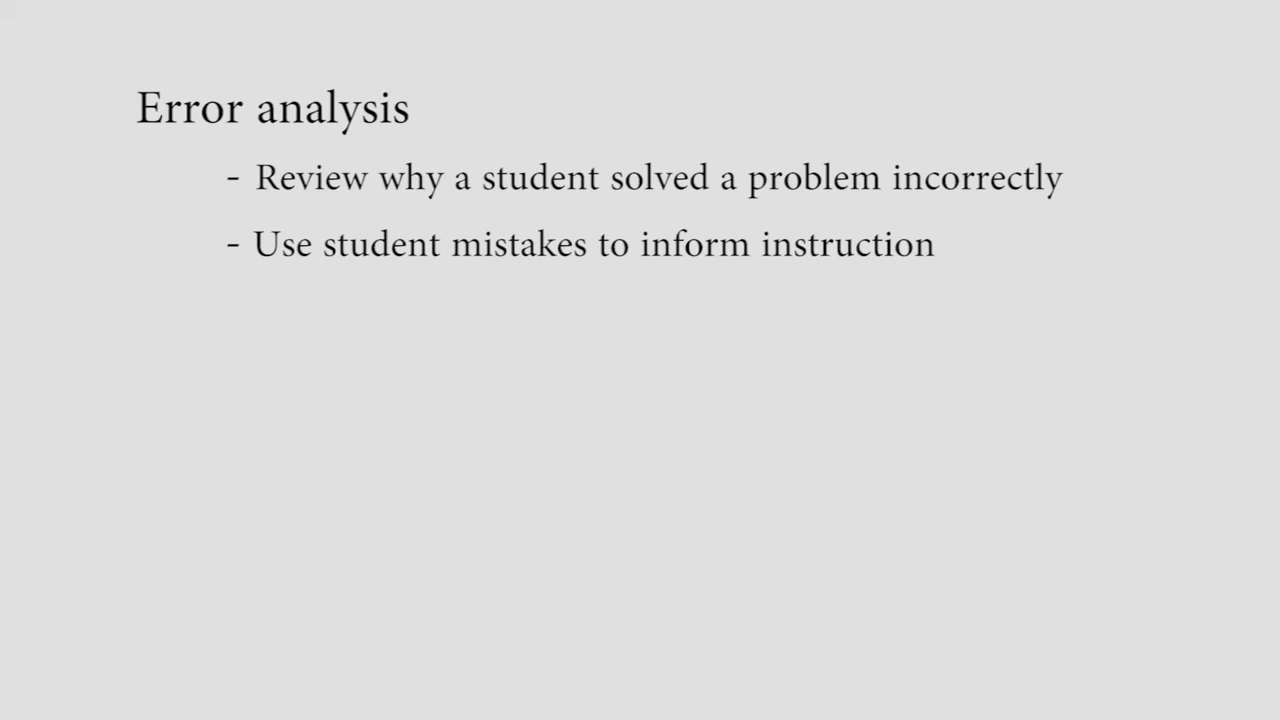 Error analysis
- Review why a student solved a problem incorrectly
- Use student mistakes to inform instruction